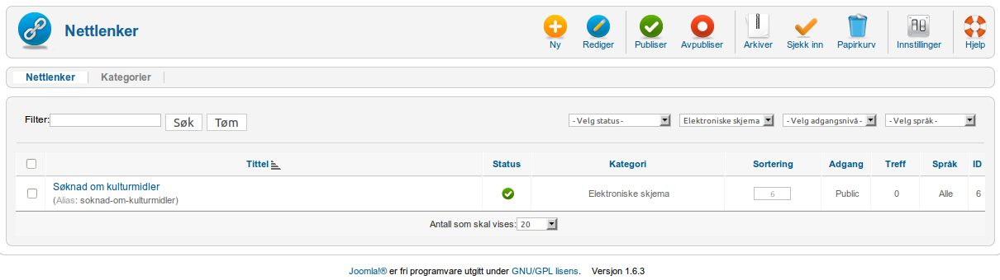 Nettlenker
Ny Rediger Publiser Avpubliser Arkiver Sjekk inn Papirkurv Innstillinger Hjelp
Nettlenker Kategorier
Filter: Søk Tøm - Velg status - Elektroniske skjema - Velg adgangsnivå - - Velg språk -
Tittel Status Kategori Sortering Adgang Treff Språk ID
Søknad om kulturmidler
(Alias: soknad-om-kulturmidler) Elektroniske skjema 6 Public 0 Alle 6
Antall som skal vises: 20
Joomla!® er fri programvare utgitt under GNU/GPL lisens. Versjon 1.6.3